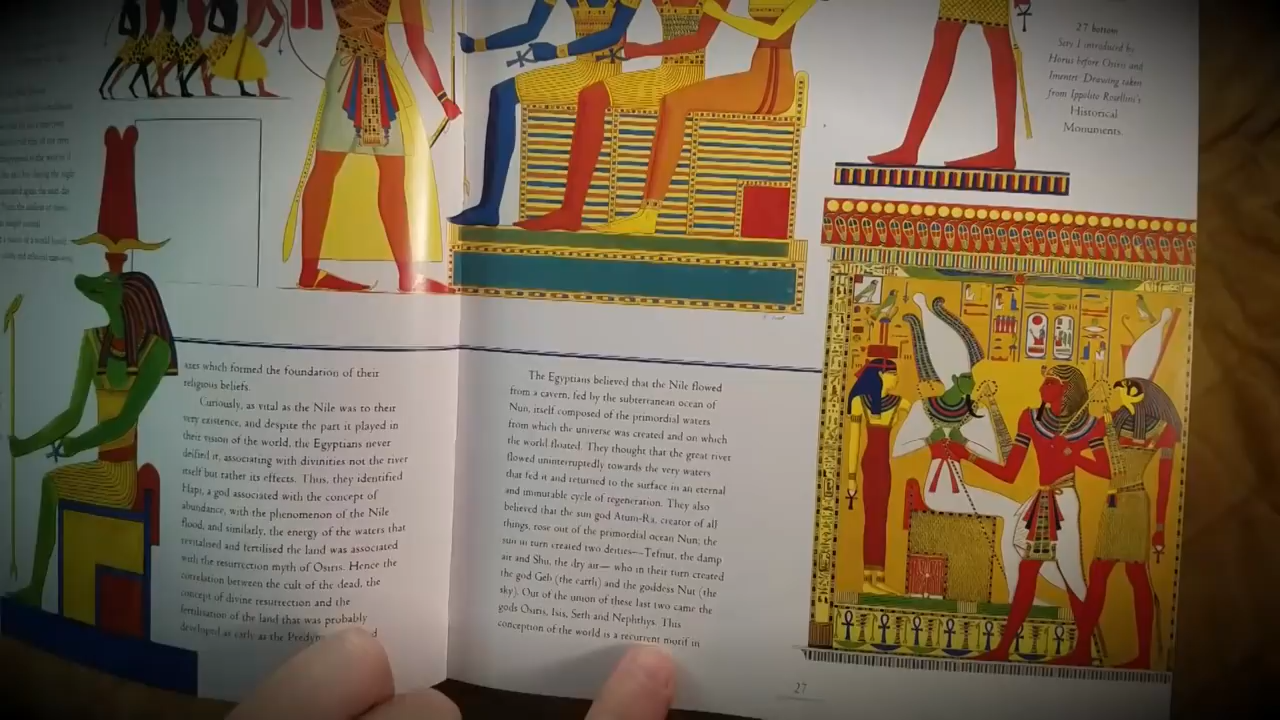 axes which formed the foundation of their
religious beliefs.
Curiously, as vital as the Nile was to their
very existence, and despite the part it played in
their vision of the world, the Egyptians never
deified it, associating with divinities not the river
itself but rather its effects. Thus, they identified
Hapi, a god associated with the concept of
abundance, with the phenomenon of the Nile
flood, and similarly, the energy of the waters that
revitalised and fertilised the land was associated
with the resurrection myth of Osiris. Hence the
correlation between the cult of the dead, the
concept of divine resurrection and the
fertilisation of the land that was probably
developed as early as the
The Egyptians believed that the Nile flowed
from a cavern, fed by the subterranean ocean of
Nun, itself composed of the primordial waters
from which the universe was created and on which
the world floated. They thought that the great river
flowed uninterruptedly towards the very waters
that fed it and returned to the surface in an eternal
and immutable cycle of regeneration. They also
believed that the sun god Atum-Ra, creator of all
things, rose out of the primordial ocean Nun; the
sun in turn created two deities—Tefnut, the damp
air and Shu, the dry air— who in their turn created
the god Geb (the earth) and the goddess Nut (the
sky). Out of the union of these last two came the
gods Osiris, Isis, Seth and Nephthys. This
conception of the world is a recurrent motif in
27 bottom
Sety I introduced by
Horus before Osiris and
Imentet. Drawing taken
from Ippolito Rosellini's
Historical
Monuments.
27